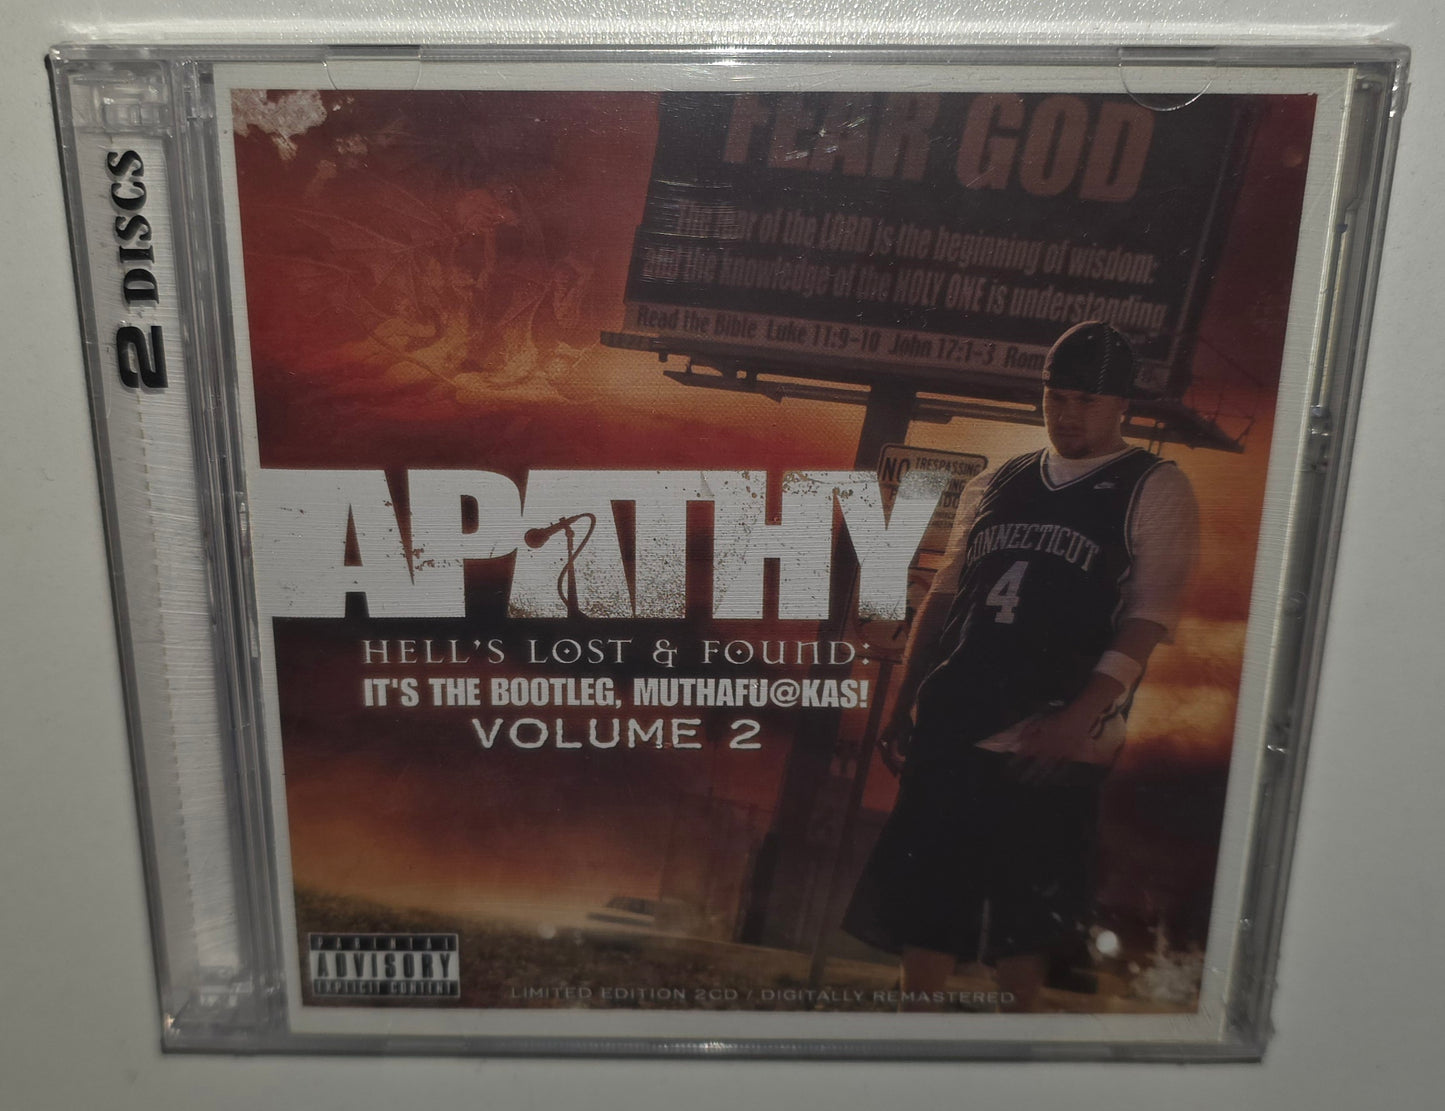 2 DISCS
FEAR GOD
The fear of the LORD is the beginning of wisdom:
and the knowledge of the HOLY ONE is understanding
Read the Bible Luke 11:9-10 John 17:1-3 Rom
NO TRESPASSING
APATHY
CONNECTICUT
4
HELL'S LOST & FOUND:
IT'S THE BOOTLEG, MUTHAFU@KAS!
VOLUME 2
PARENTAL
ADVISORY
EXPLICIT CONTENT
LIMITED EDITION 2CD / DIGITALLY REMASTERED